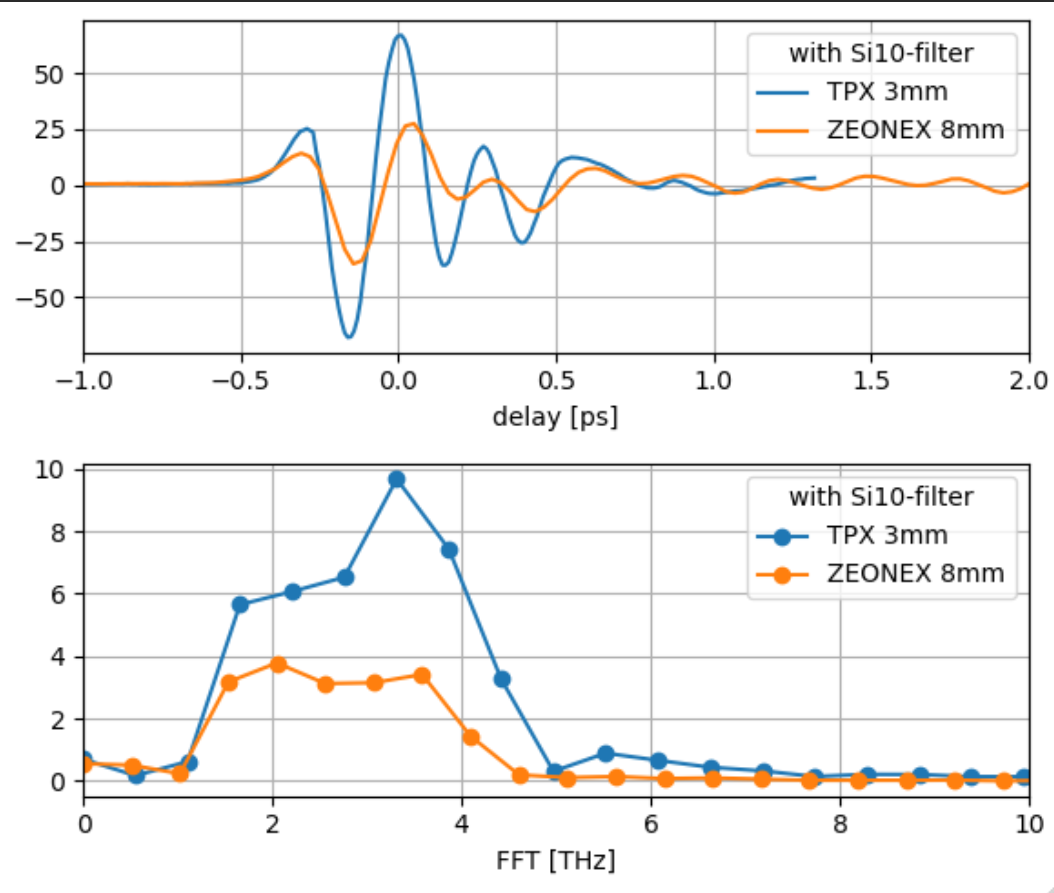 50
25
0
−25
−50
with Si10-filter
TPX 3mm
ZEONEX 8mm
−1.0 −0.5 0.0 0.5 1.0 1.5 2.0
delay [ps]
10
8
6
4
2
0
with Si10-filter
TPX 3mm
ZEONEX 8mm
0 2 4 6 8 10
FFT [THz]